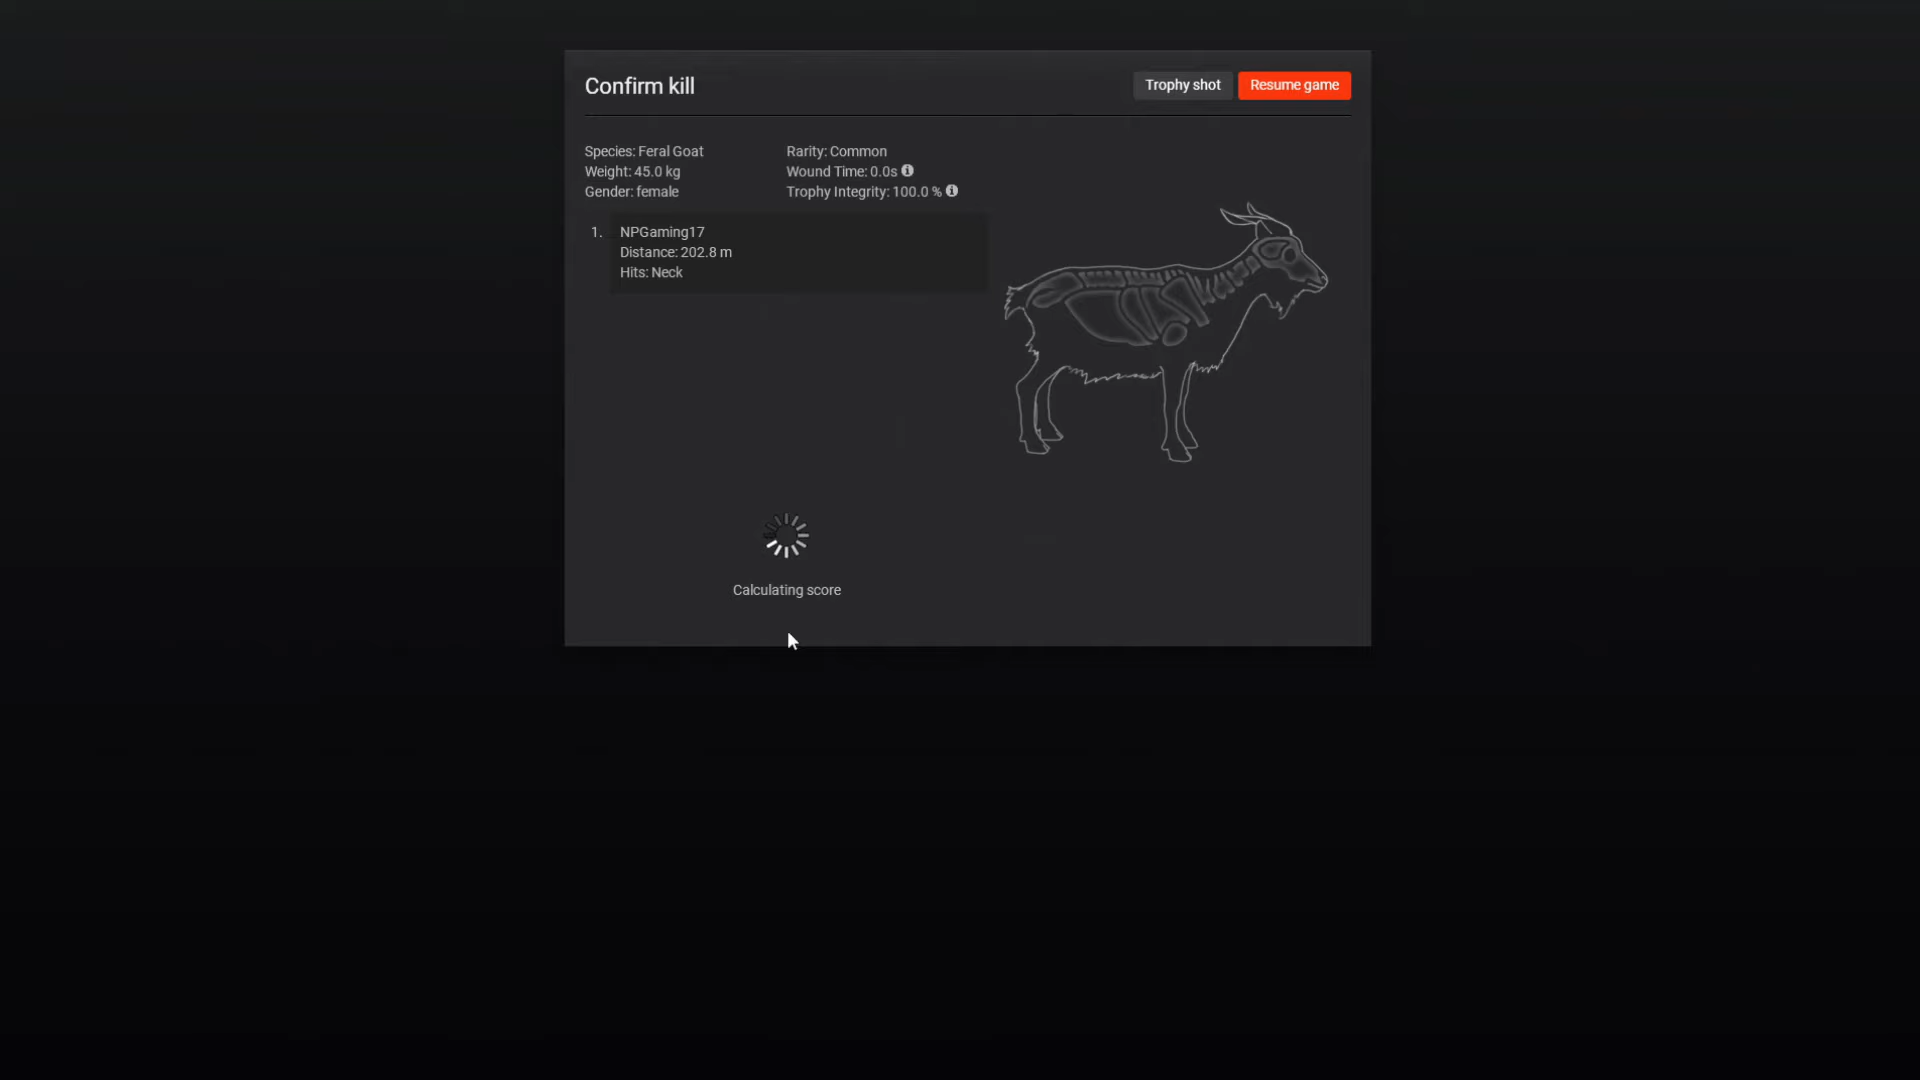 Confirm kill
Trophy shot
Resume game
Species: Feral Goat
Weight: 45.0 kg
Gender: female
Rarity: Common
Wound Time: 0.0s
Trophy Integrity: 100.0 %
1. NPGaming17
Distance: 202.8 m
Hits: Neck
Calculating score